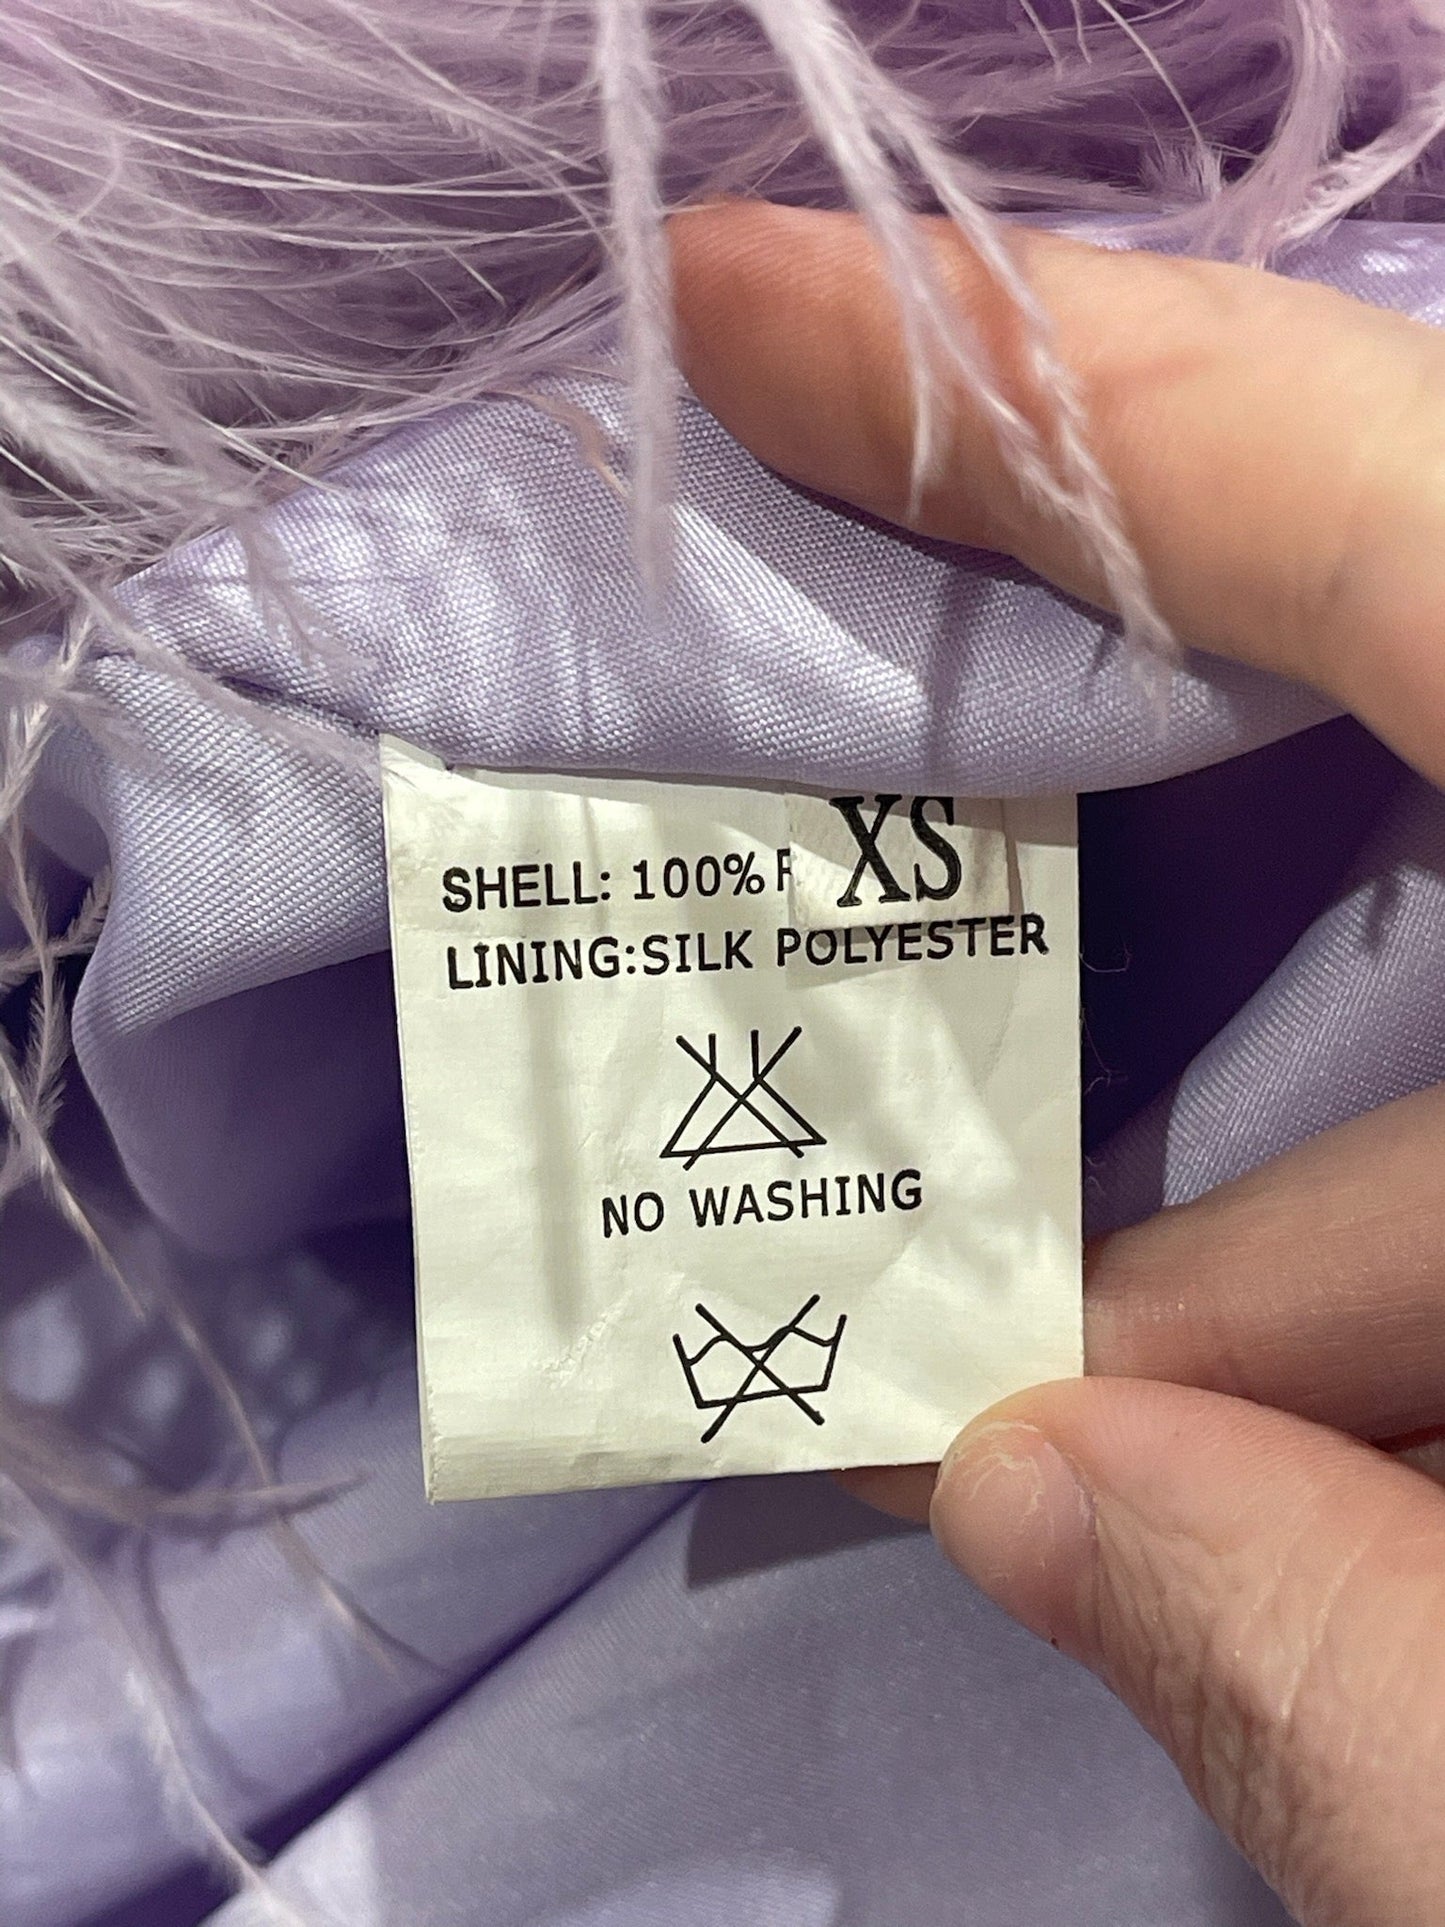 XS
SHELL: 100%
LINING:SILK POLYESTER
NO WASHING